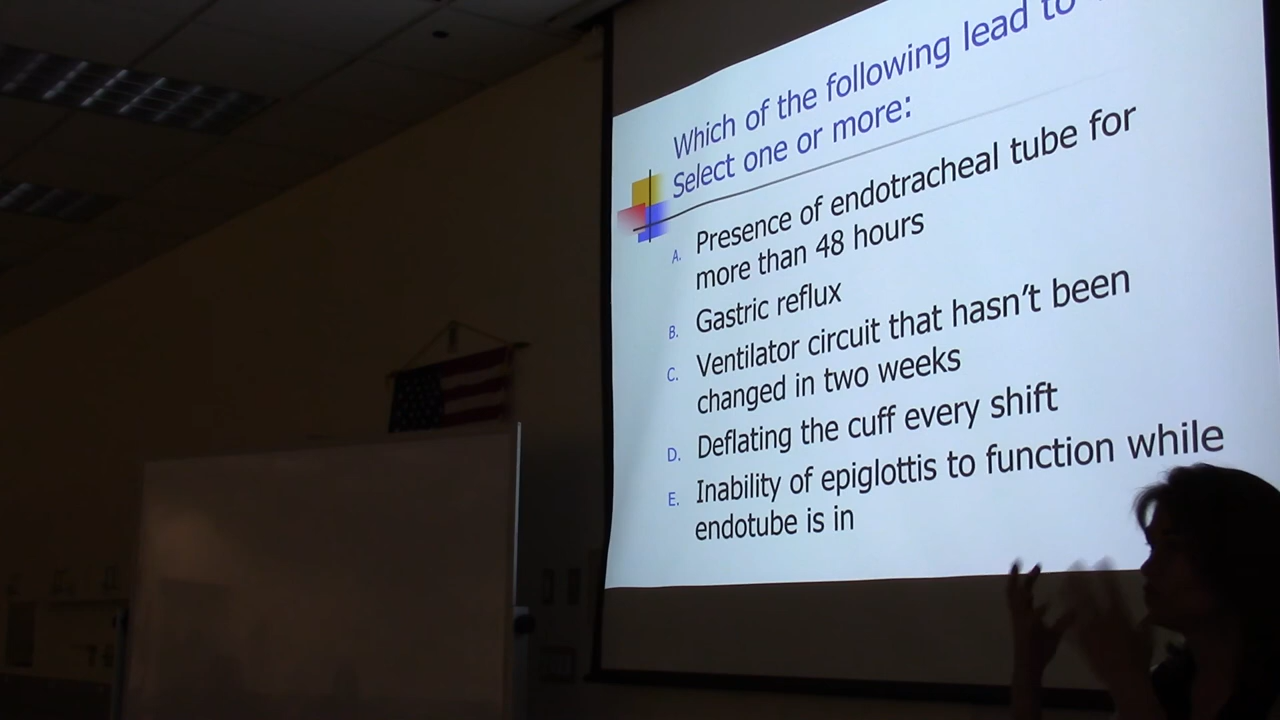 Which of the following lead to
Select one or more:
A. Presence of endotracheal tube for
more than 48 hours
B. Gastric reflux
C. Ventilator circuit that hasn't been
changed in two weeks
D. Deflating the cuff every shift
E. Inability of epiglottis to function while
endotube is in